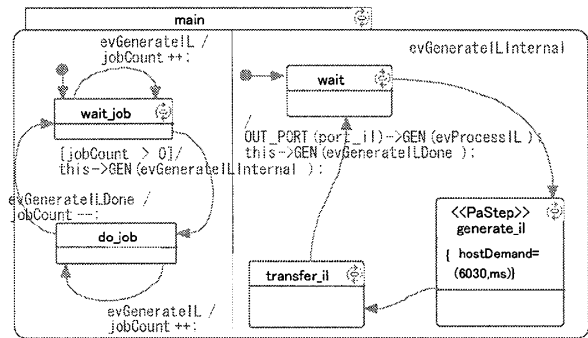 main
evGenerateIL /
jobCount ++:
wait_job
[jobCount > 0]/
this->GEN(evGenerateILInternal ):
evGenerateILDone /
jobCount --:
do_job
evGenerateIL /
jobCount ++:
evGenerateILInternal
wait
/
OUT_PORT(port_il)->GEN(evProcessIL ):
this->GEN(evGenerateILDone ):
<<PaStep>>
generate_il
{ hostDemand=
(6030,ms)}
transfer_il